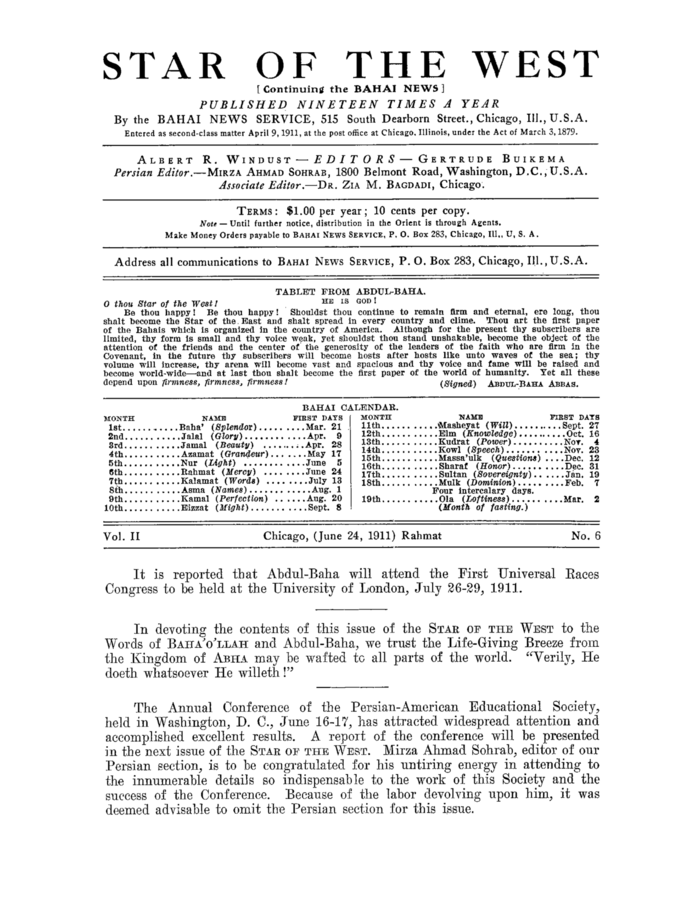 STAR OF THE WEST
[Continuing the BAHAI NEWS]
PUBLISHED NINETEEN TIMES A YEAR
By the BAHAI NEWS SERVICE, 515 South Dearborn Street., Chicago, Ill., U.S.A.
Entered as second-class matter April 9, 1911, at the post office at Chicago, Illinois, under the Act of March 3, 1879.
ALBERT R. WINDUST — EDITORS — GERTRUDE BUIKEMA
Persian Editor.—MIRZA AHMAD SOHRAB, 1800 Belmont Road, Washington, D.C., U.S.A.
Associate Editor.—DR. ZIA M. BAGDADI, Chicago.
TERMS: $1.00 per year; 10 cents per copy.
Note — Until further notice, distribution in the Orient is through Agents.
Make Money Orders payable to BAHAI NEWS SERVICE, P. O. Box 283, Chicago, Ill., U, S. A.
Address all communications to BAHAI NEWS SERVICE, P. O. Box 283, Chicago, Ill., U.S.A.
TABLET FROM ABDUL-BAHA.
O thou Star of the West! HE IS GOD!
Be thou happy! Be thou happy! Shouldst thou continue to remain firm and eternal, ere long, thou
shalt become the Star of the East and shalt spread in every country and clime. Thou art the first paper
of the Bahais which is organized in the country of America. Although for the present thy subscribers are
limited, thy form is small and thy voice weak, yet shouldst thou stand unshakable, become the object of the
attention of the friends and the center of the generosity of the leaders of the faith who are firm in the
Covenant, in the future thy subscribers will become hosts after hosts like unto waves of the sea; thy
volume will increase, thy arena will become vast and spacious and thy voice and fame will be raised and
become world-wide—and at last thou shalt become the first paper of the world of humanity. Yet all these
depend upon firmness, firmness, firmness! (Signed) ABDUL-BAHA ABBAS.
BAHAI CALENDAR.
MONTH NAME FIRST DAYS
1st...........Baha' (Splendor).........Mar. 21
2nd..........Jalal (Glory)............Apr. 9
3rd..........Jamal (Beauty) .........Apr. 28
4th..........Azamat (Grandeur).......May 17
5th..........Nur (Light) ............June 5
6th..........Rahmat (Mercy) ........June 24
7th..........Kalamat (Words) ........July 13
8th..........Asma (Names)............Aug. 1
9th..........Kamal (Perfection) ......Aug. 20
10th..........Eizzat (Might)...........Sept. 8
MONTH NAME FIRST DAYS
11th..........Masheyat (Will).........Sept. 27
12th..........Elm (Knowledge).........Oct. 16
13th..........Kudrat (Power)..........Nov. 4
14th..........Kowl (Speech)...........Nov. 23
15th..........Massa'ulk (Questions) ....Dec. 12
16th..........Sharaf (Honor)..........Dec. 31
17th..........Sultan (Sovereignty)......Jan. 19
18th..........Mulk (Dominion).........Feb. 7
Four intercalary days.
19th..........Ola (Loftiness)..........Mar. 2
(Month of fasting.)
Vol. II Chicago, (June 24, 1911) Rahmat No. 6
It is reported that Abdul-Baha will attend the First Universal Races
Congress to be held at the University of London, July 26-29, 1911.
In devoting the contents of this issue of the STAR OF THE WEST to the
Words of BAHA'O'LLAH and Abdul-Baha, we trust the Life-Giving Breeze from
the Kingdom of ABHA may be wafted to all parts of the world. "Verily, He
doeth whatsoever He willeth!"
The Annual Conference of the Persian-American Educational Society,
held in Washington, D. C., June 16-17, has attracted widespread attention and
accomplished excellent results. A report of the conference will be presented
in the next issue of the STAR OF THE WEST. Mirza Ahmad Sohrab, editor of our
Persian section, is to be congratulated for his untiring energy in attending to
the innumerable details so indispensable to the work of this Society and the
success of the Conference. Because of the labor devolving upon him, it was
deemed advisable to omit the Persian section for this issue.